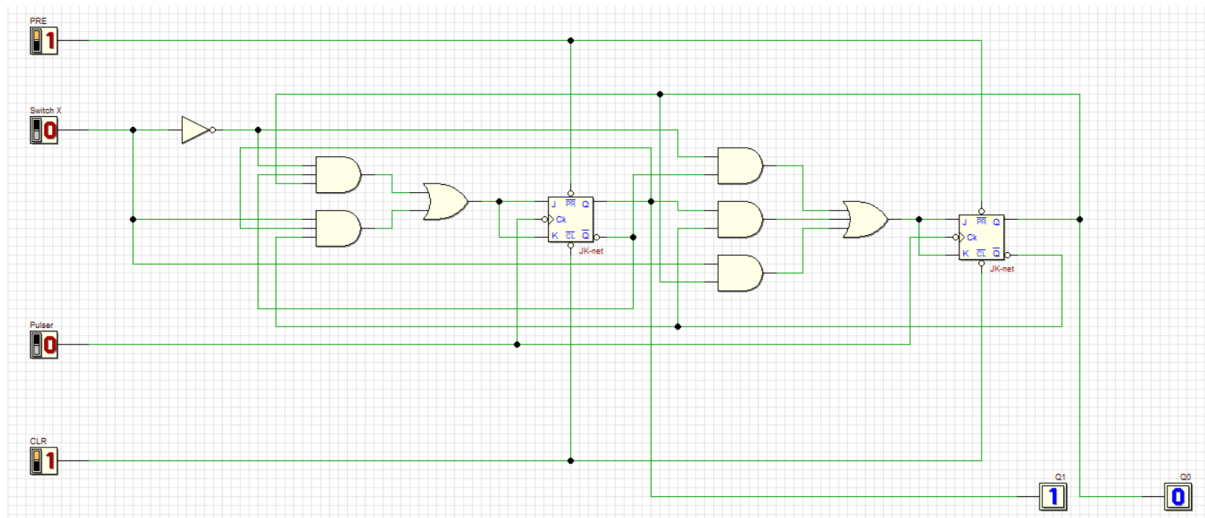 PRE
1
Switch X
0
J PR Q
Ck
K CL Q
JK-net
J PR Q
Ck
K CL Q
JK-net
Pulser
0
CLR
1
Q1
1
Q0
0